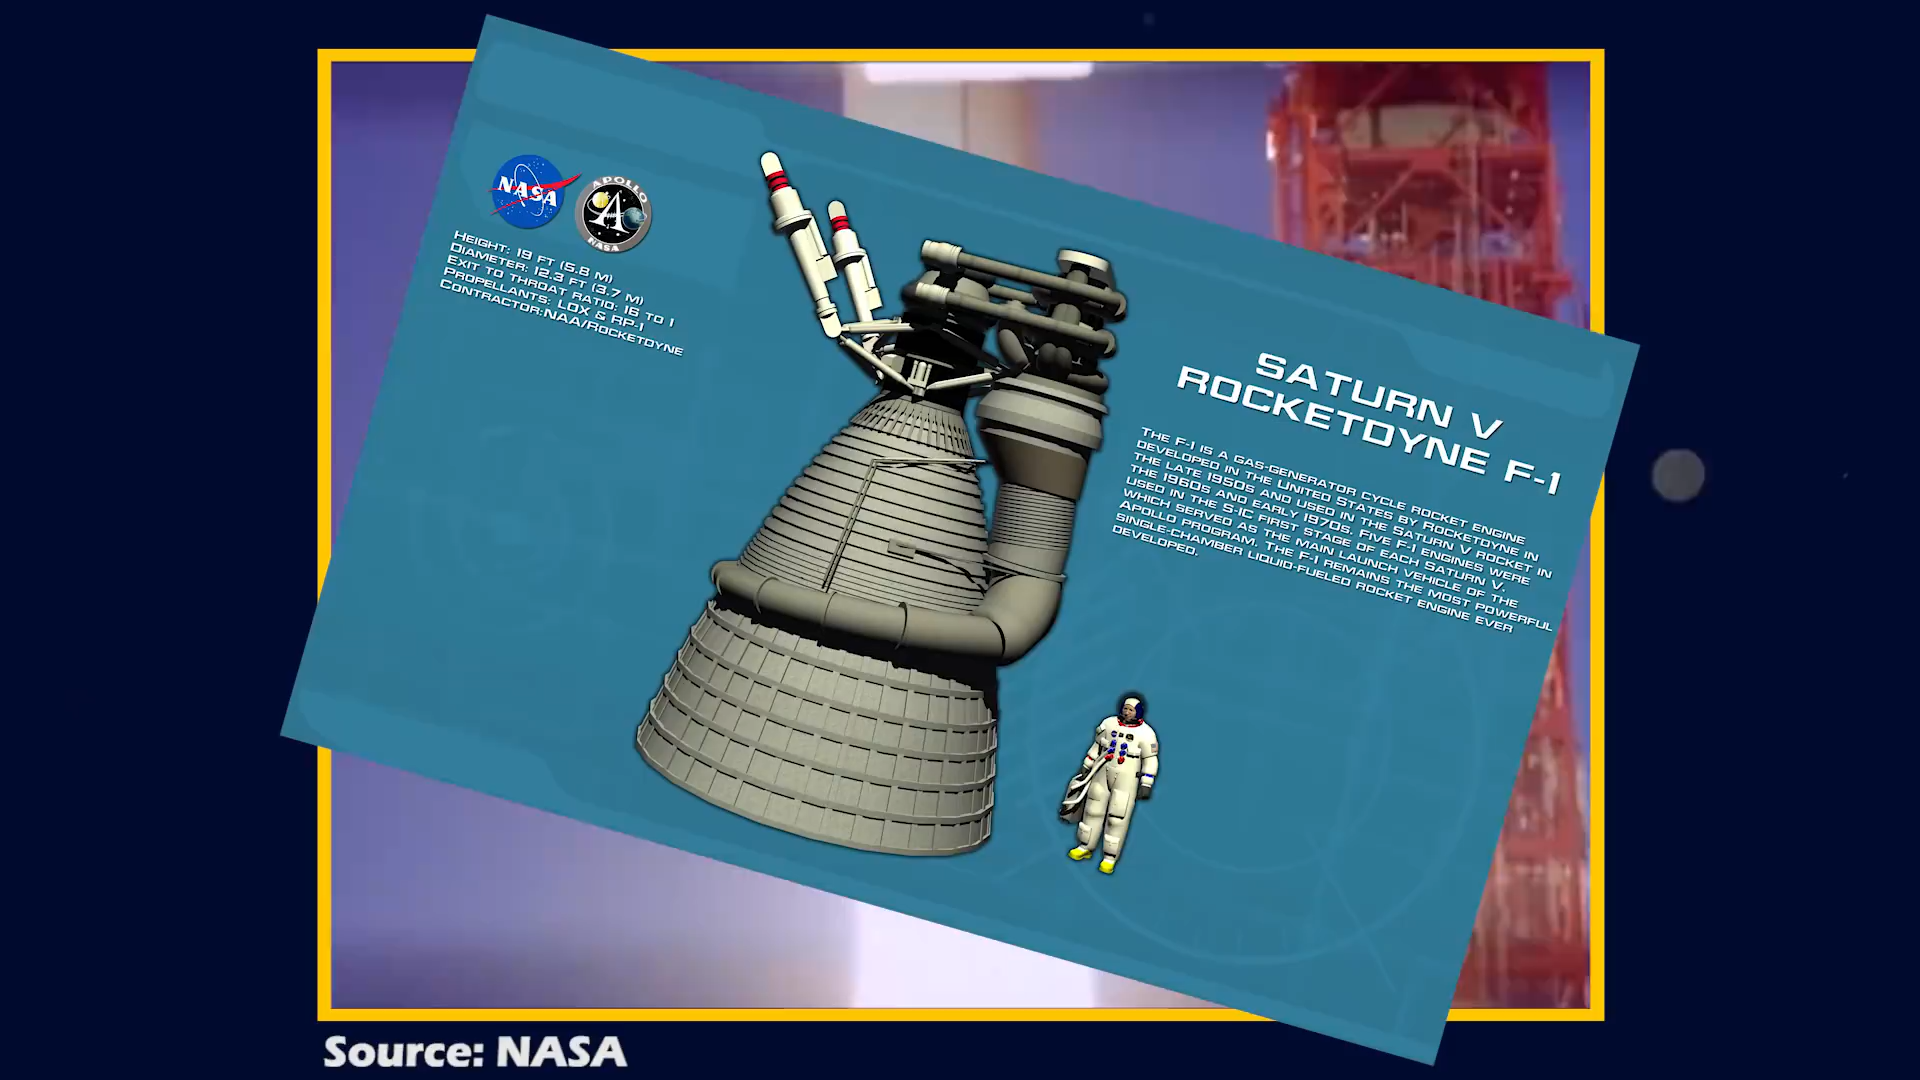 NASA
APOLLO
NASA
HEIGHT: 19 FT (5.8 M)
DIAMETER: 12.3 FT (3.7 M)
EXIT TO THROAT RATIO: 16 TO 1
PROPELLANTS: LOX & RP-1
CONTRACTOR:NAA/ROCKETDYNE
SATURN V
ROCKETDYNE F-1
THE F-1 IS A GAS-GENERATOR CYCLE ROCKET ENGINE
DEVELOPED IN THE UNITED STATES BY ROCKETDYNE IN
THE LATE 1950S AND USED IN THE SATURN V ROCKET IN
THE 1960S AND EARLY 1970S. FIVE F-1 ENGINES WERE
USED IN THE S-IC FIRST STAGE OF EACH SATURN V,
WHICH SERVED AS THE MAIN LAUNCH VEHICLE OF THE
APOLLO PROGRAM. THE F-1 REMAINS THE MOST POWERFUL
SINGLE-CHAMBER LIQUID-FUELED ROCKET ENGINE EVER
DEVELOPED.
Source: NASA